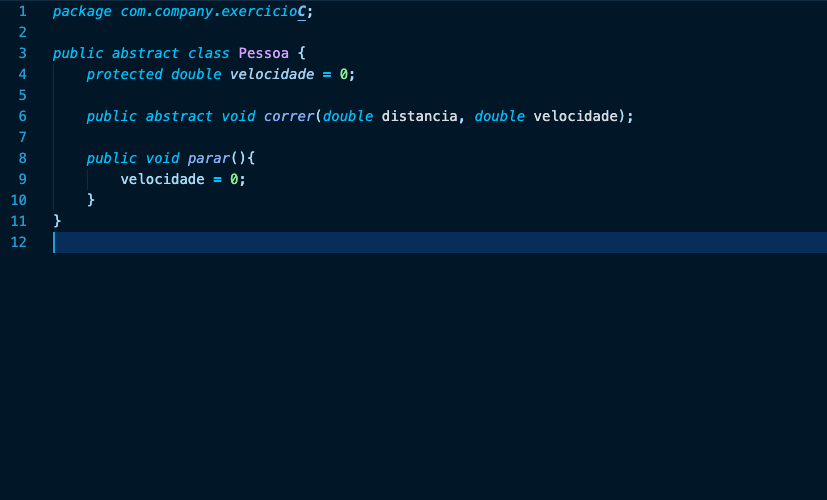 1 package com.company.exercicioC;
2
3 public abstract class Pessoa {
4 protected double velocidade = 0;
5
6 public abstract void correr(double distancia, double velocidade);
7
8 public void parar(){
9 velocidade = 0;
10 }
11 }
12